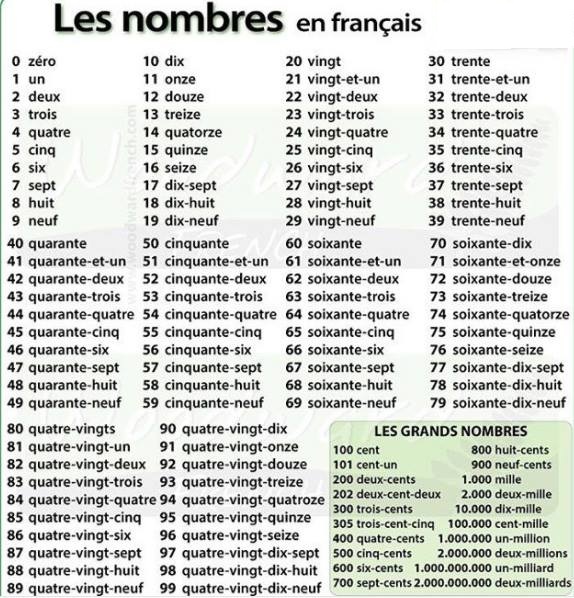 Les nombres en français
0 zéro 10 dix 20 vingt 30 trente
1 un 11 onze 21 vingt-et-un 31 trente-et-un
2 deux 12 douze 22 vingt-deux 32 trente-deux
3 trois 13 treize 23 vingt-trois 33 trente-trois
4 quatre 14 quatorze 24 vingt-quatre 34 trente-quatre
5 cinq 15 quinze 25 vingt-cinq 35 trente-cinq
6 six 16 seize 26 vingt-six 36 trente-six
7 sept 17 dix-sept 27 vingt-sept 37 trente-sept
8 huit 18 dix-huit 28 vingt-huit 38 trente-huit
9 neuf 19 dix-neuf 29 vingt-neuf 39 trente-neuf
40 quarante 50 cinquante 60 soixante 70 soixante-dix
41 quarante-et-un 51 cinquante-et-un 61 soixante-et-un 71 soixante-et-onze
42 quarante-deux 52 cinquante-deux 62 soixante-deux 72 soixante-douze
43 quarante-trois 53 cinquante-trois 63 soixante-trois 73 soixante-treize
44 quarante-quatre 54 cinquante-quatre 64 soixante-quatre 74 soixante-quatorze
45 quarante-cinq 55 cinquante-cinq 65 soixante-cinq 75 soixante-quinze
46 quarante-six 56 cinquante-six 66 soixante-six 76 soixante-seize
47 quarante-sept 57 cinquante-sept 67 soixante-sept 77 soixante-dix-sept
48 quarante-huit 58 cinquante-huit 68 soixante-huit 78 soixante-dix-huit
49 quarante-neuf 59 cinquante-neuf 69 soixante-neuf 79 soixante-dix-neuf
80 quatre-vingts 90 quatre-vingt-dix
81 quatre-vingt-un 91 quatre-vingt-onze
82 quatre-vingt-deux 92 quatre-vingt-douze
83 quatre-vingt-trois 93 quatre-vingt-treize
84 quatre-vingt-quatre 94 quatre-vingt-quatroze
85 quatre-vingt-cinq 95 quatre-vingt-quinze
86 quatre-vingt-six 96 quatre-vingt-seize
87 quatre-vingt-sept 97 quatre-vingt-dix-sept
88 quatre-vingt-huit 98 quatre-vingt-dix-huit
89 quatre-vingt-neuf 99 quatre-vingt-dix-neuf
LES GRANDS NOMBRES
100 cent 800 huit-cents
101 cent-un 900 neuf-cents
200 deux-cents 1.000 mille
202 deux-cent-deux 2.000 deux-mille
300 trois-cents 10.000 dix-mille
305 trois-cent-cinq 100.000 cent-mille
400 quatre-cents 1.000.000 un-million
500 cinq-cents 2.000.000 deux-millions
600 six-cents 1.000.000.000 un-milliard
700 sept-cents 2.000.000.000 deux-milliards
www.woodwardfrench.com